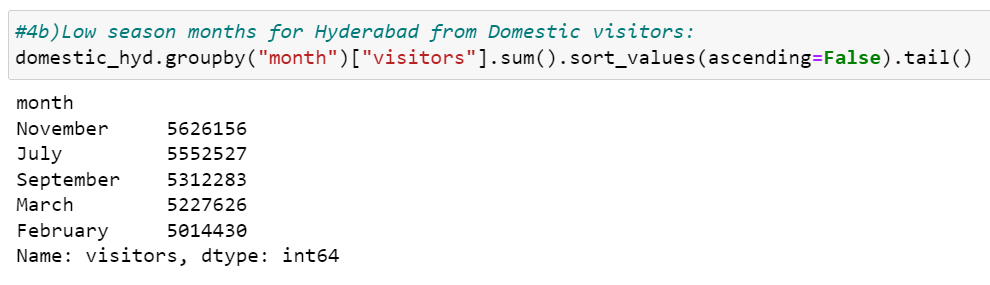 #4b)Low season months for Hyderabad from Domestic visitors:
domestic_hyd.groupby("month")["visitors"].sum().sort_values(ascending=False).tail()
month
November     5626156
July         5552527
September    5312283
March        5227626
February     5014430
Name: visitors, dtype: int64